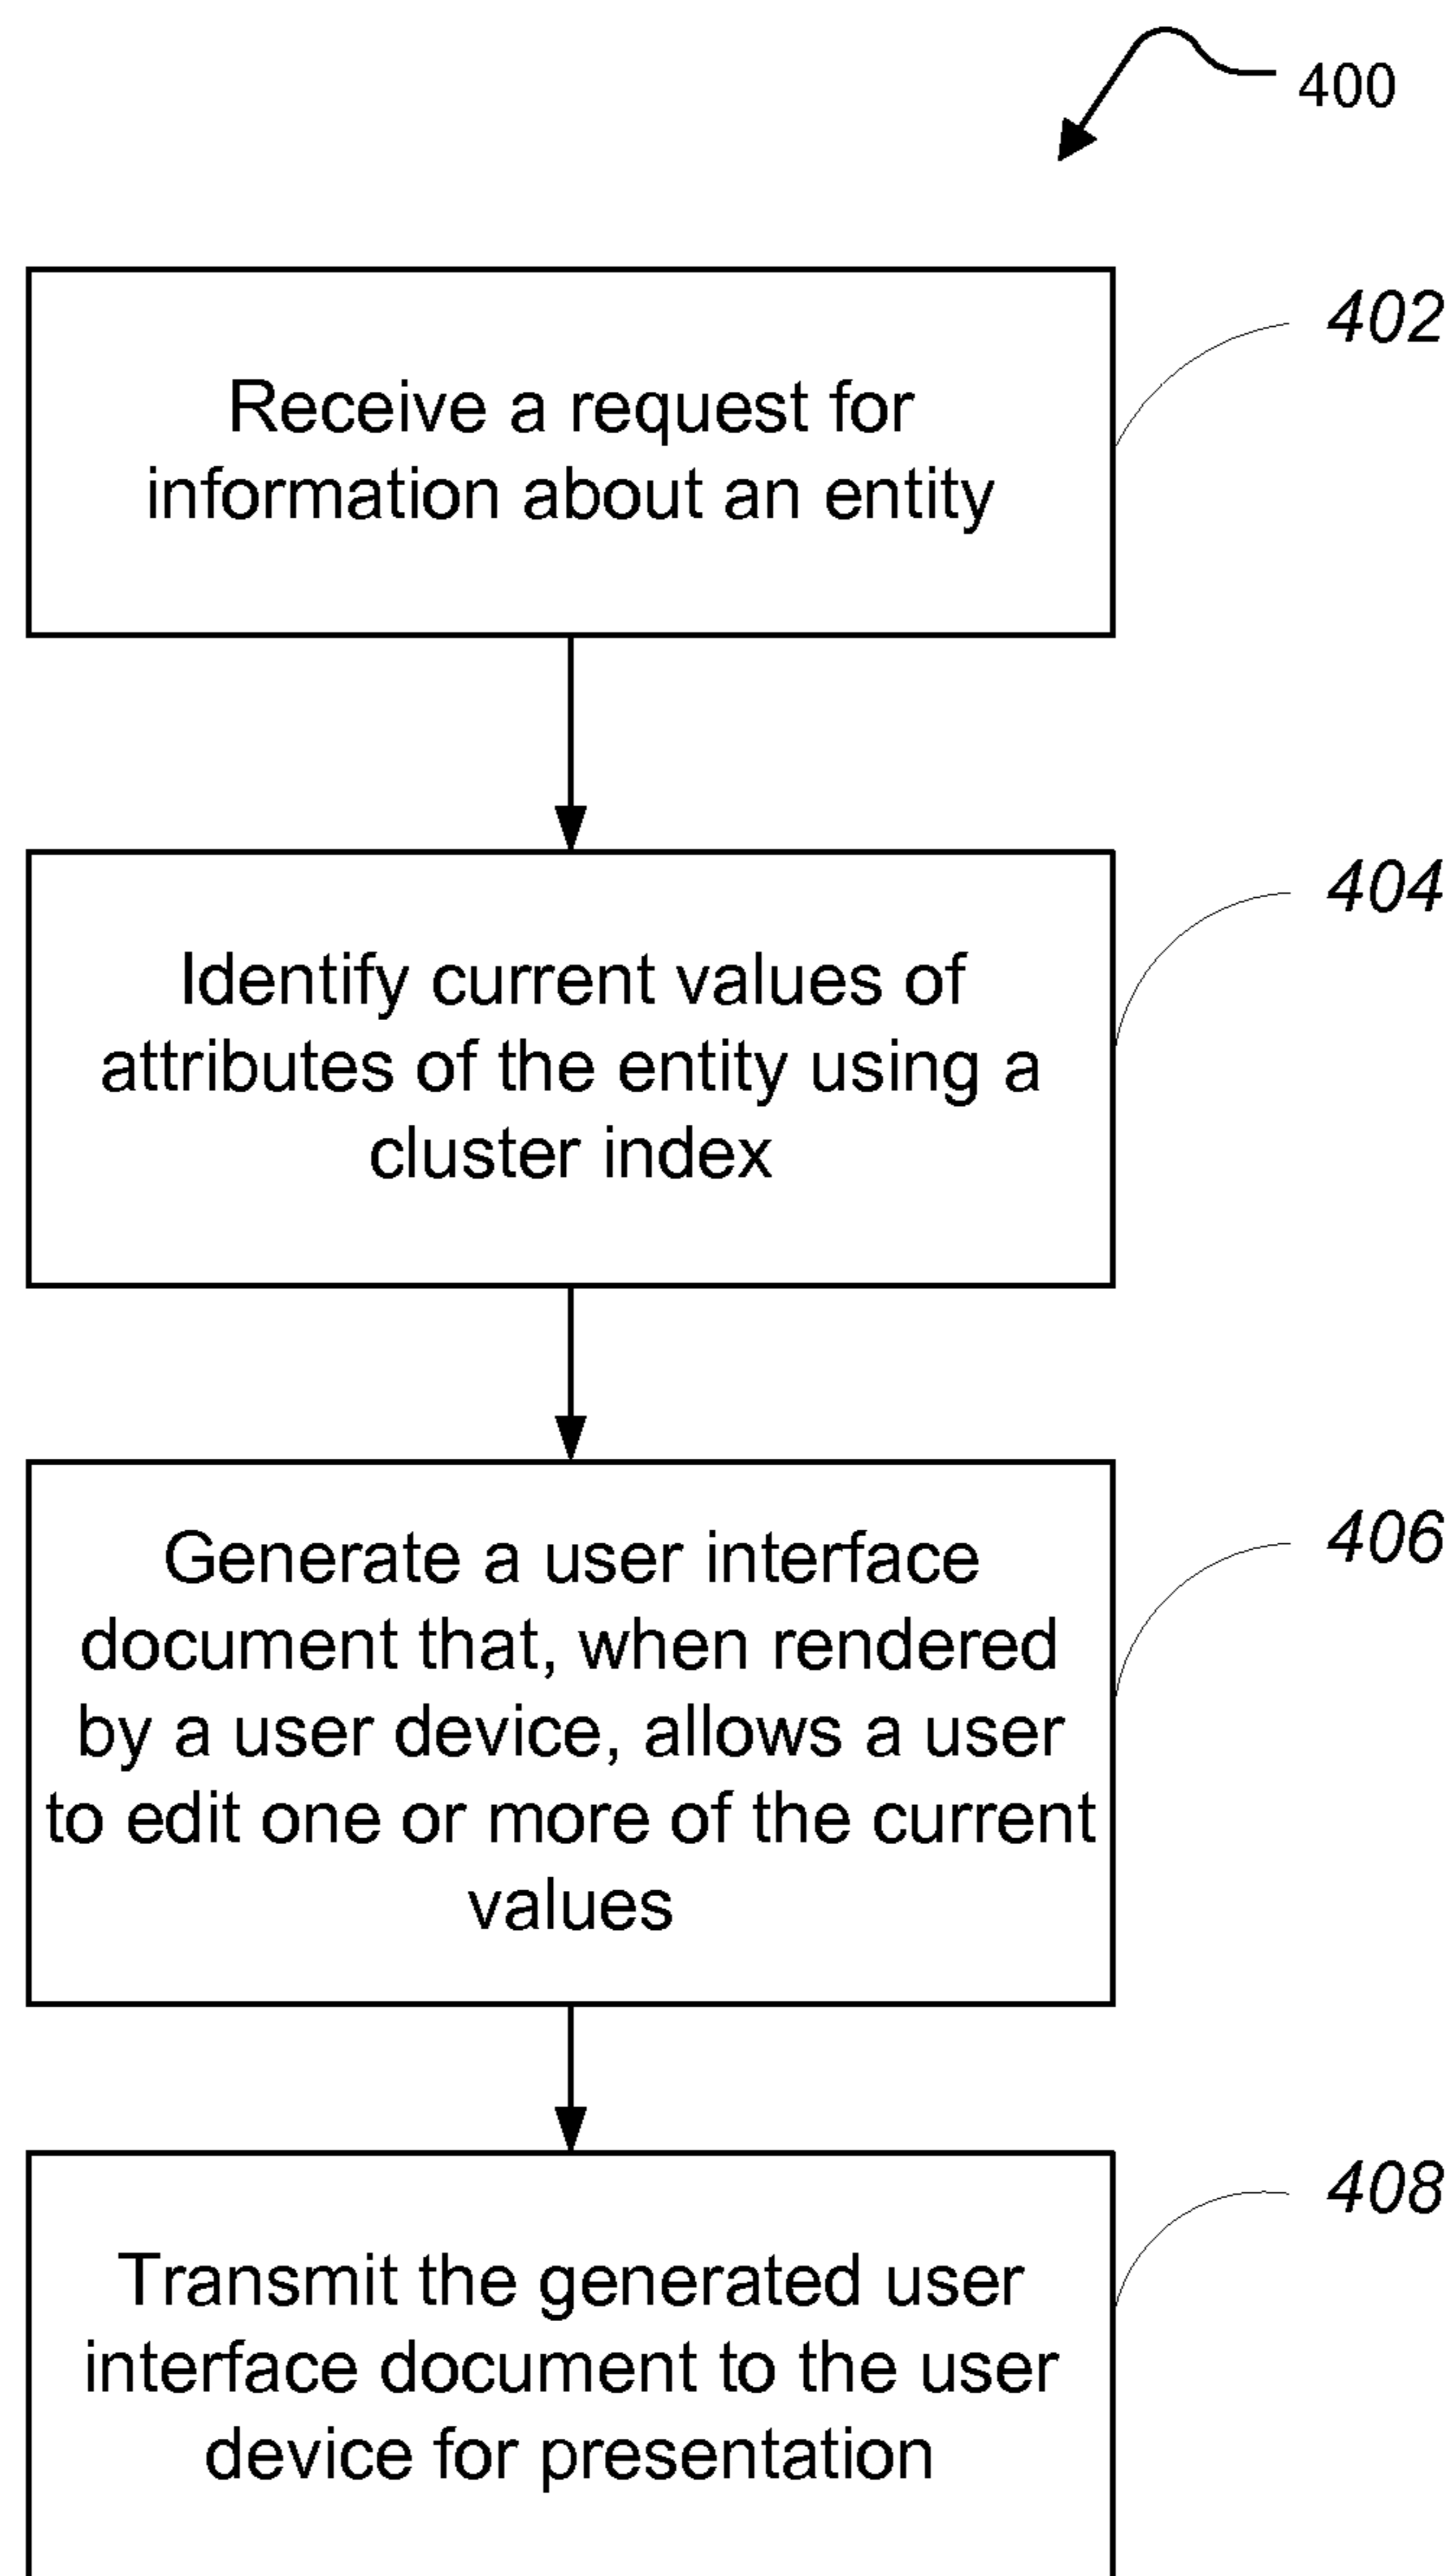 400
402
Receive a request for
information about an entity
404
Identify current values of
attributes of the entity using a
cluster index
406
Generate a user interface
document that, when rendered
by a user device, allows a user
to edit one or more of the current
values
408
Transmit the generated user
interface document to the user
device for presentation